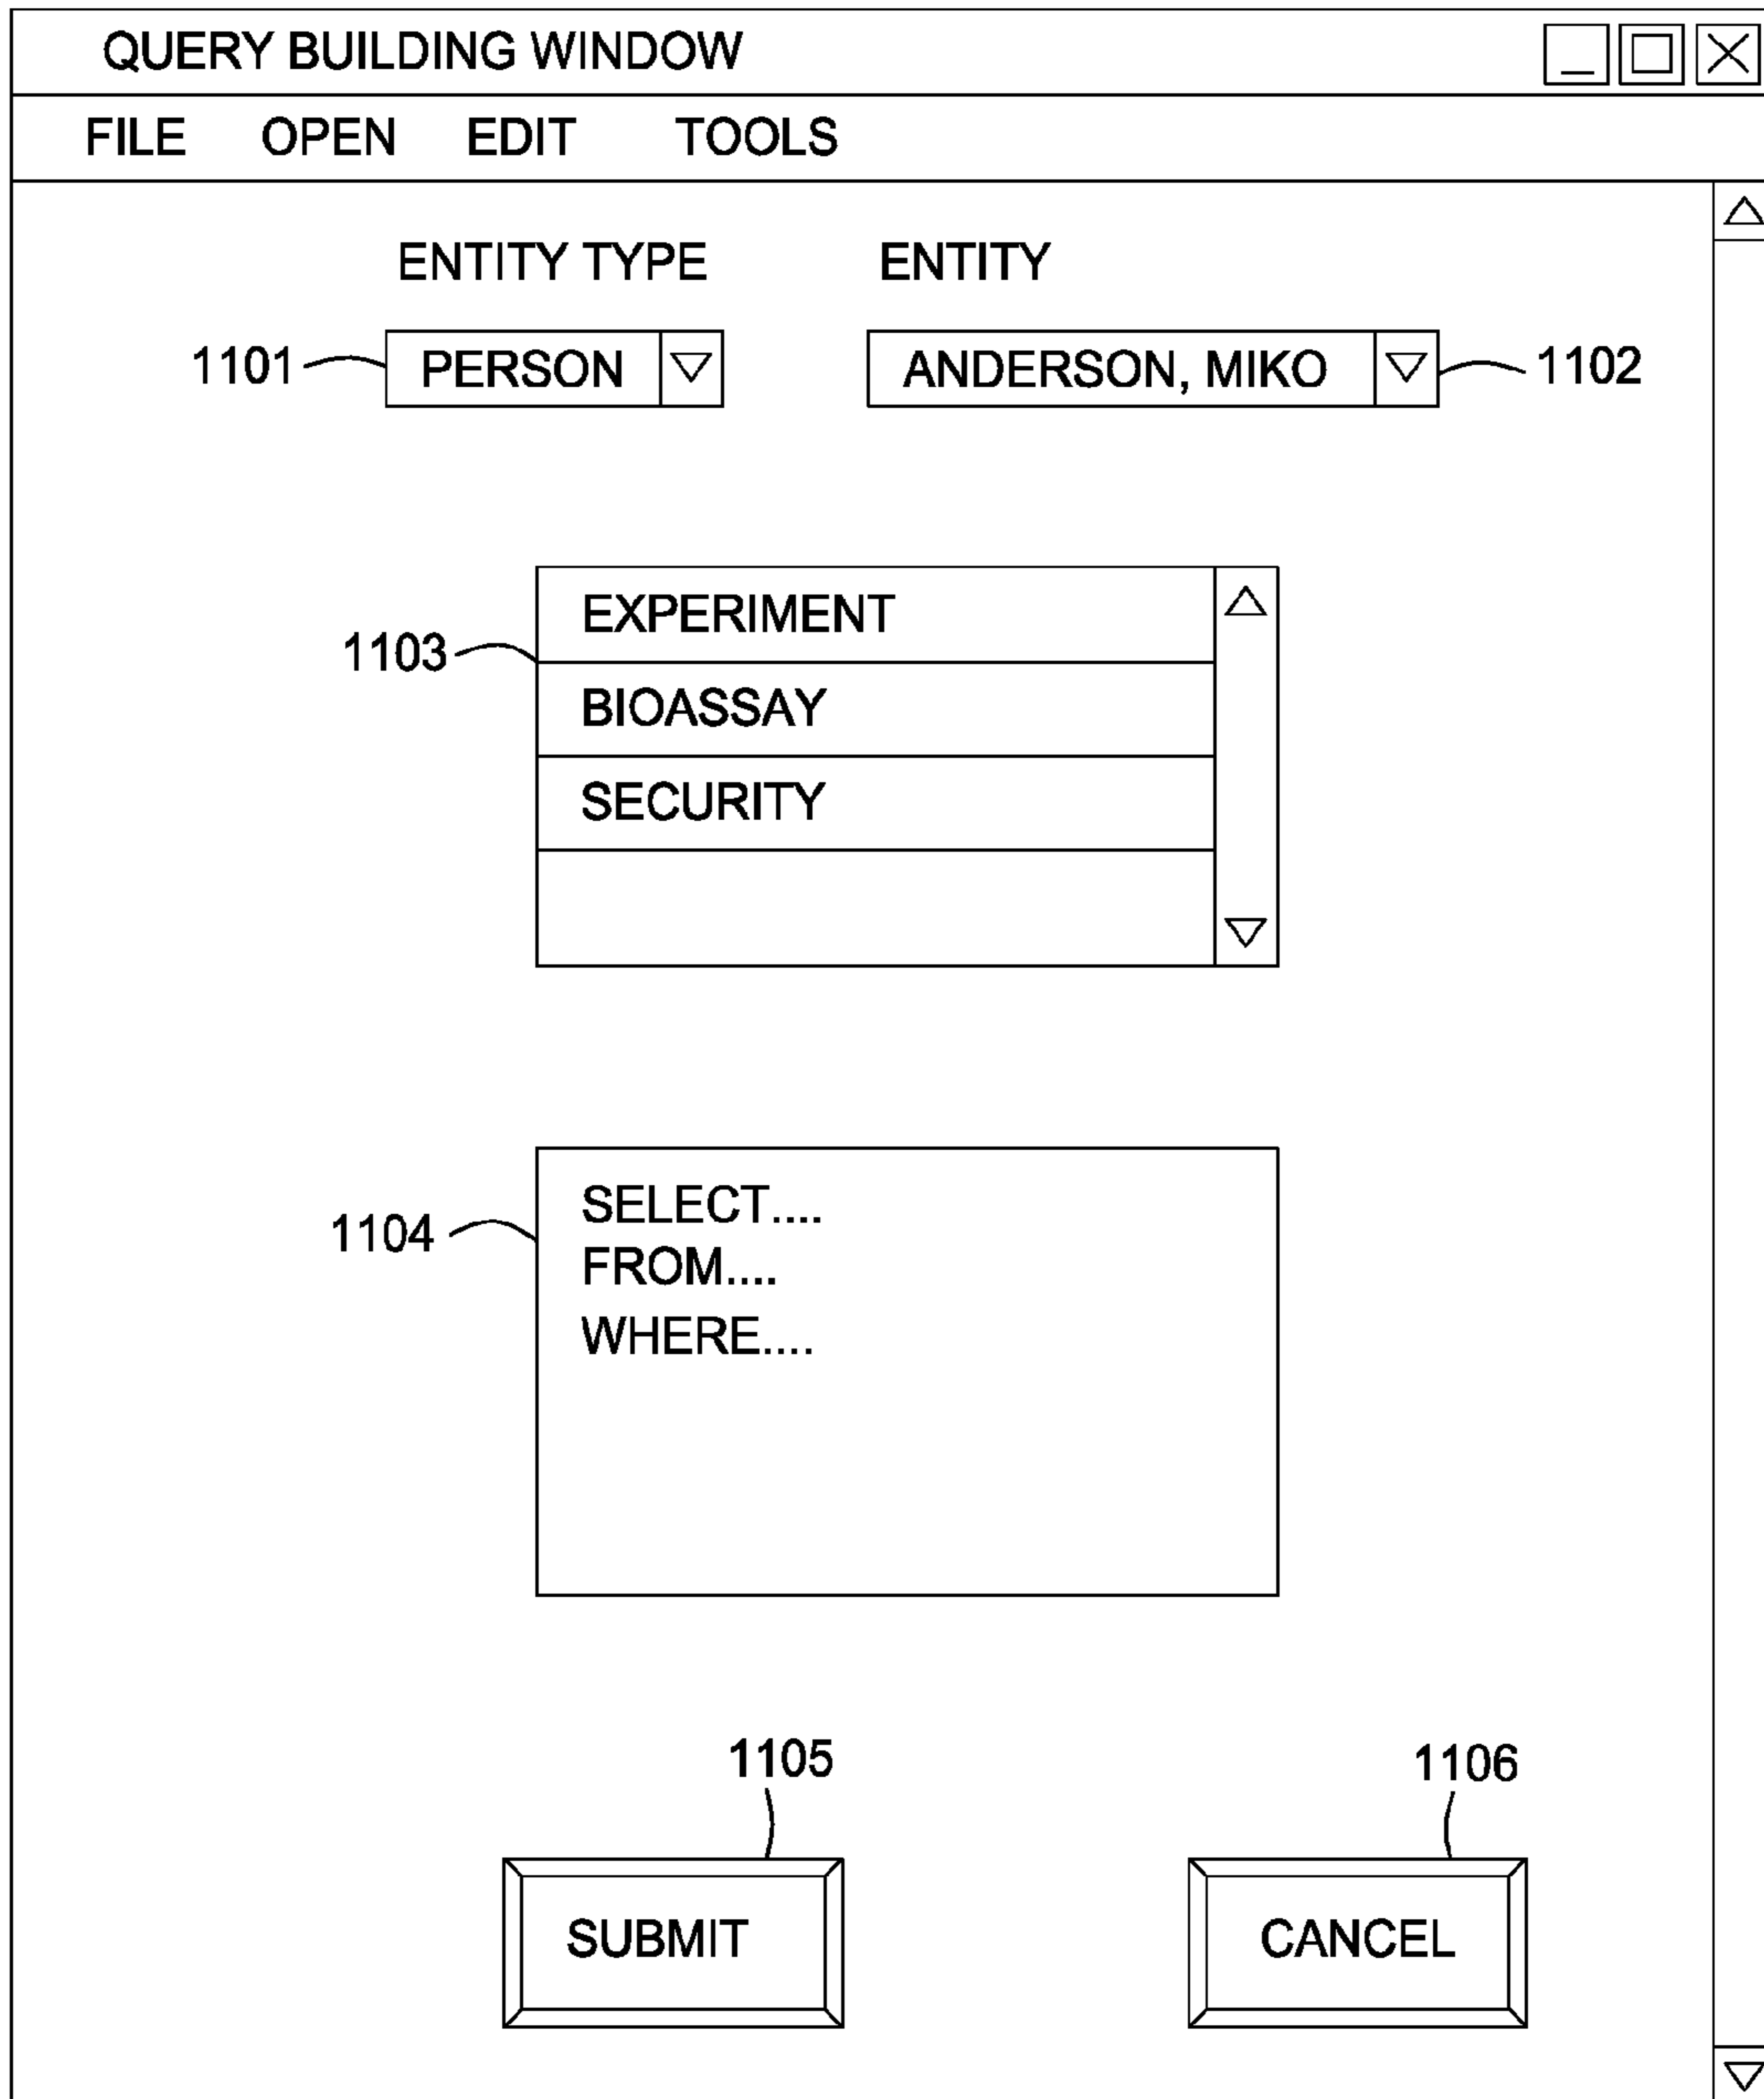 QUERY BUILDING WINDOW
FILE OPEN EDIT TOOLS
ENTITY TYPE ENTITY
1101 PERSON ANDERSON, MIKO 1102
EXPERIMENT
1103
BIOASSAY
SECURITY
SELECT....
1104
FROM....
WHERE....
1105 1106
SUBMIT CANCEL